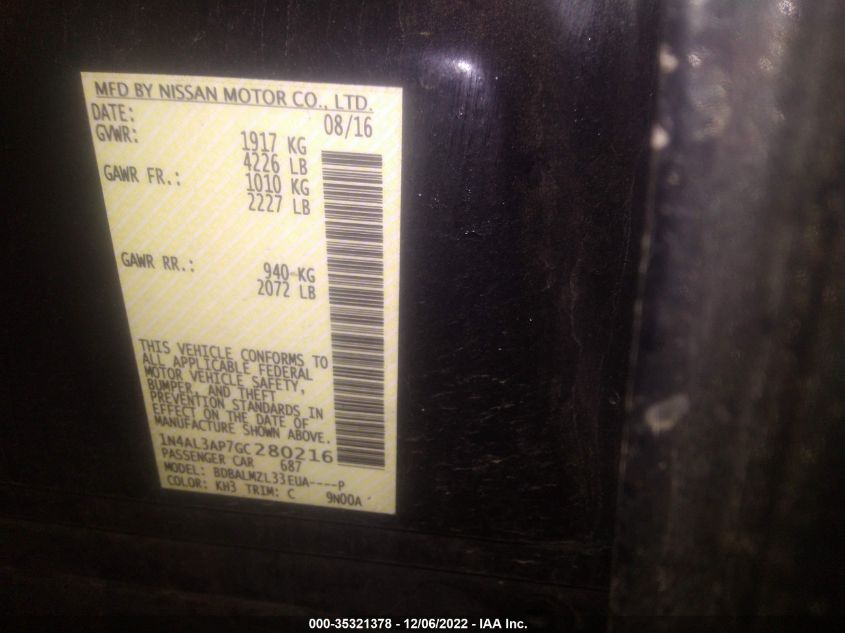 MFD BY NISSAN MOTOR CO., LTD.
DATE: 08/16
GVWR: 1917 KG
4226 LB
GAWR FR.: 1010 KG
2227 LB
GAWR RR.: 940 KG
2072 LB
THIS VEHICLE CONFORMS TO
ALL APPLICABLE FEDERAL
MOTOR VEHICLE SAFETY,
BUMPER, AND THEFT
PREVENTION STANDARDS IN
EFFECT ON THE DATE OF
MANUFACTURE SHOWN ABOVE.
1N4AL3AP7GC280216
PASSENGER CAR 687
MODEL: BDBALMZL33EUA----P
COLOR: KH3 TRIM: C 9N00A
000-35321378 - 12/06/2022 - IAA Inc.